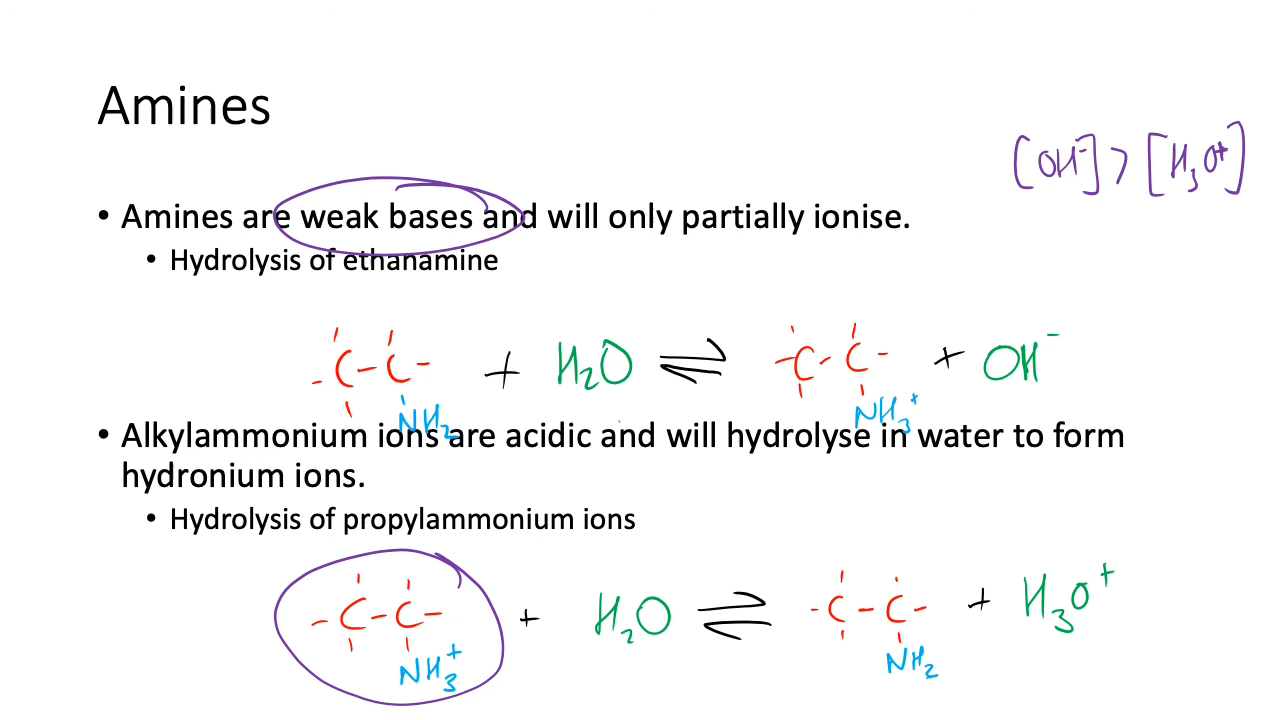 Amines
[OH⁻] > [H₃O⁺]
• Amines are weak bases and will only partially ionise.
• Hydrolysis of ethanamine
- C - C - + H₂O ⇌ - C - C - + OH⁻
NH₂ NH₃⁺
• Alkylammonium ions are acidic and will hydrolyse in water to form
hydronium ions.
• Hydrolysis of propylammonium ions
- C - C - + H₂O ⇌ - C - C - + H₃O⁺
NH₃⁺ NH₂